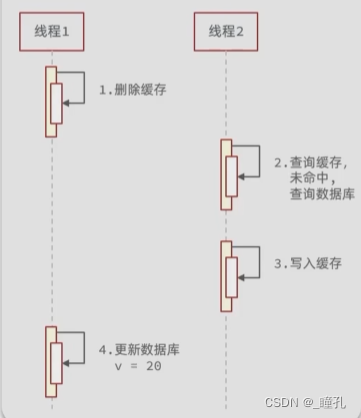 线程1
线程2
1.删除缓存
2.查询缓存,
未命中,
查询数据库
3.写入缓存
4.更新数据库
v = 20
CSDN @_瞳孔